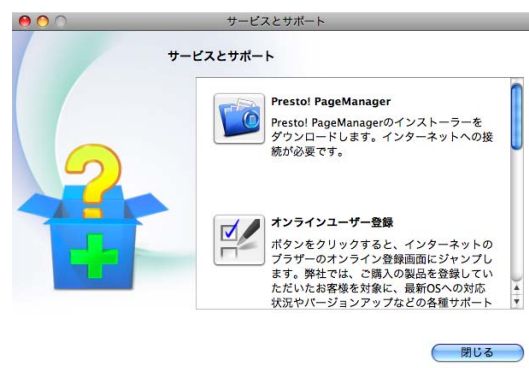 サービスとサポート
サービスとサポート
Presto! PageManager
Presto! PageManagerのインストーラーを
ダウンロードします。インターネットへの接
続が必要です。
オンラインユーザー登録
ボタンをクリックすると、インターネットの
ブラザーのオンライン登録画面にジャンプし
ます。弊社では、ご購入の製品を登録してい
ただいたお客様を対象に、最新OSへの対応
状況やバージョンアップなどの各種サポート
閉じる